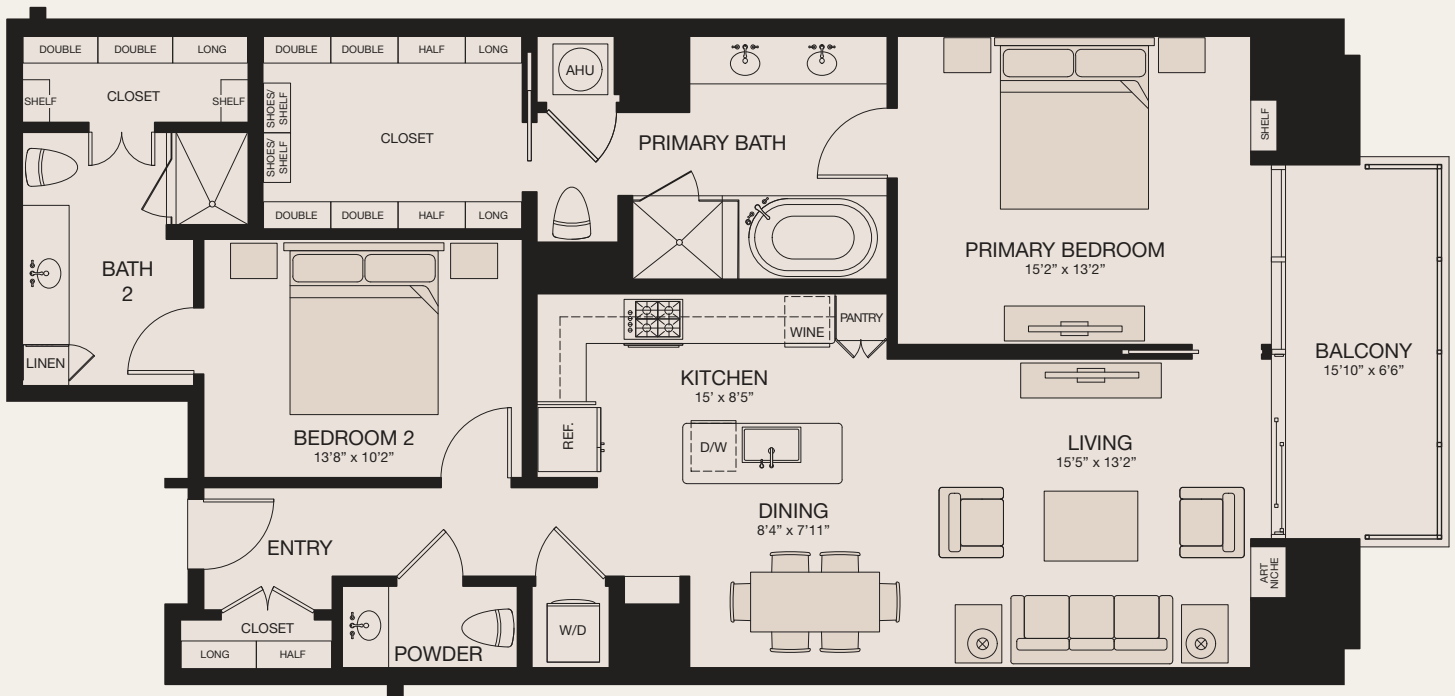 DOUBLE
DOUBLE
LONG
SHELF
CLOSET
SHELF
DOUBLE
DOUBLE
HALF
LONG
SHOES/
SHELF
SHOES/
SHELF
CLOSET
DOUBLE
DOUBLE
HALF
LONG
AHU
PRIMARY BATH
SHELF
PRIMARY BEDROOM
15’2” x 13’2”
BATH
2
LINEN
BEDROOM 2
13’8” x 10’2”
WINE
PANTRY
KITCHEN
15’ x 8’5”
REF.
D/W
BALCONY
15’10” x 6’6”
LIVING
15’5” x 13’2”
DINING
8’4” x 7’11”
ENTRY
CLOSET
LONG
HALF
POWDER
W/D
ART
NICHE